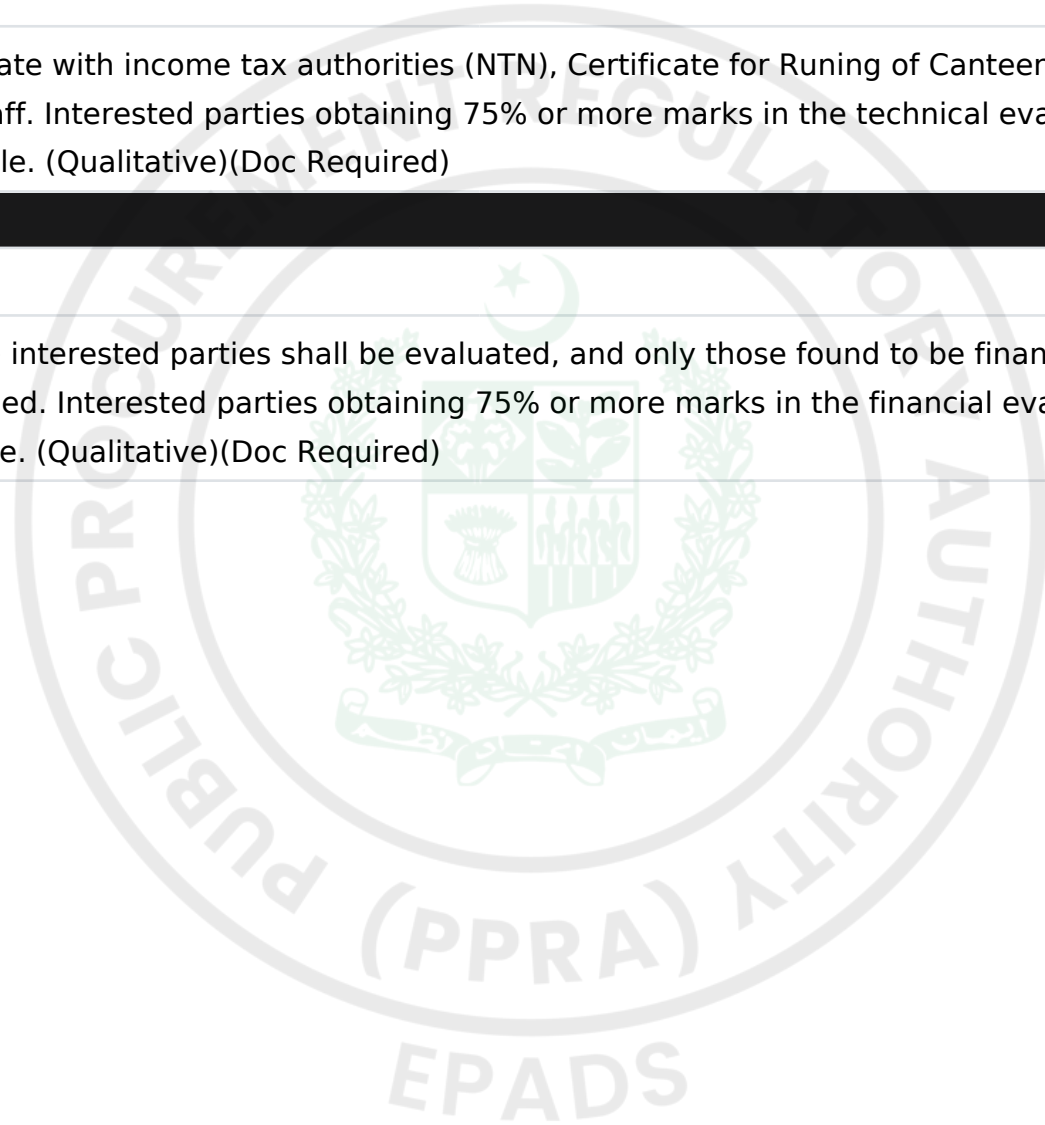 ate with income tax authorities (NTN), Certificate for Runing of Canteen
aff. Interested parties obtaining 75% or more marks in the technical eva
le. (Qualitative)(Doc Required)
interested parties shall be evaluated, and only those found to be finan
ed. Interested parties obtaining 75% or more marks in the financial eva
e. (Qualitative)(Doc Required)
PUBLIC PROCUREMENT REGULATORY AUTHORITY
(PPRA)
EPADS